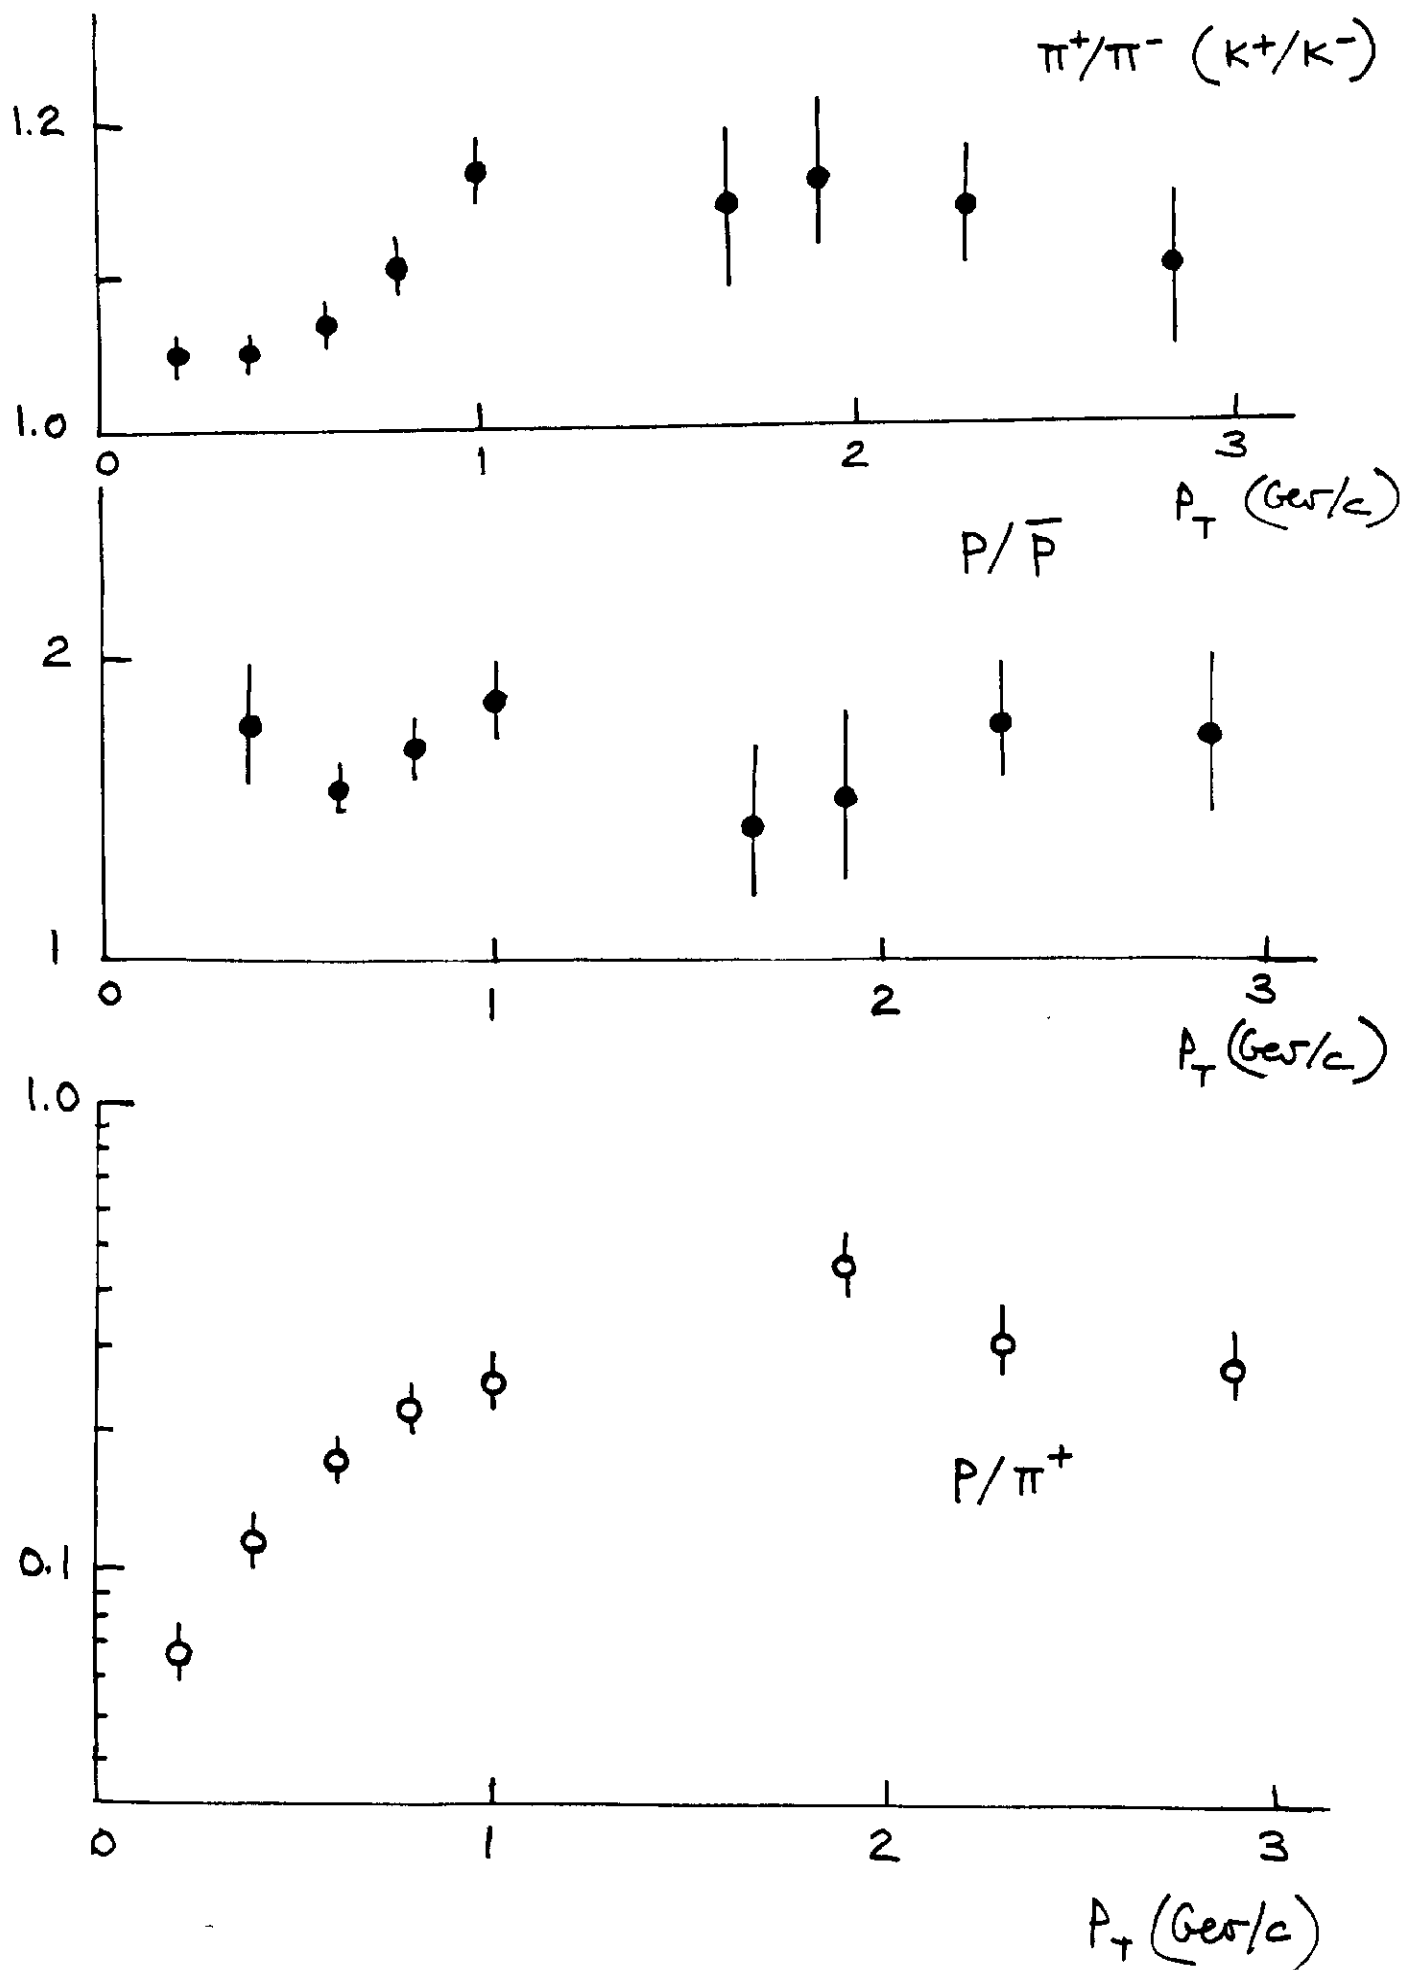 π⁺/π⁻ (K⁺/K⁻)
1.2
1.0
0 1 2 3
P_T (GeV/c)
P/P̅
2
1
0 1 2 3
P_T (GeV/c)
1.0
P/π⁺
0.1
0 1 2 3
P_T (GeV/c)